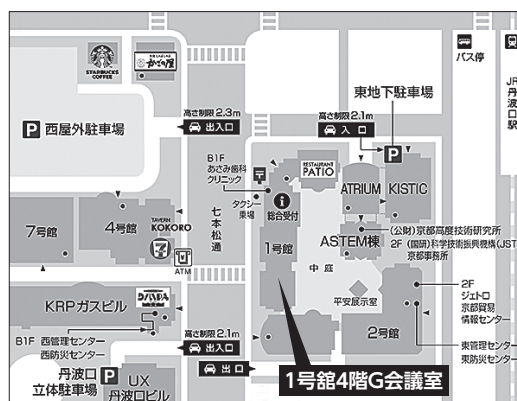 STARBUCKS
COFFEE
かごの屋
バス停
JR丹波口駅
東地下駐車場
P 西屋外駐車場
高さ制限2.3m
出入口
高さ制限2.1m
入口
P
B1F
あさみ歯科
クリニック
RESTAURANT
PATIO
ATRIUM
KISTIC
タクシー
乗場
i
総合受付
七本松通
TAVERN
KOKORO
7号館
4号館
ATM
1号館
ASTEM棟
中庭
(公財)京都高度技術研究所
2F (国研)科学技術振興機構(JST
京都事務所
平安展示室
2F
ジェトロ
京都貿易
情報センター
KRPガスビル
高さ制限2.1m
出入口
2号館
B1F 西管理センター
西防災センター
東管理センター
東防災センター
出口
丹波口
立体駐車場
P
UX
丹波口ビル
1号舘4階G会議室